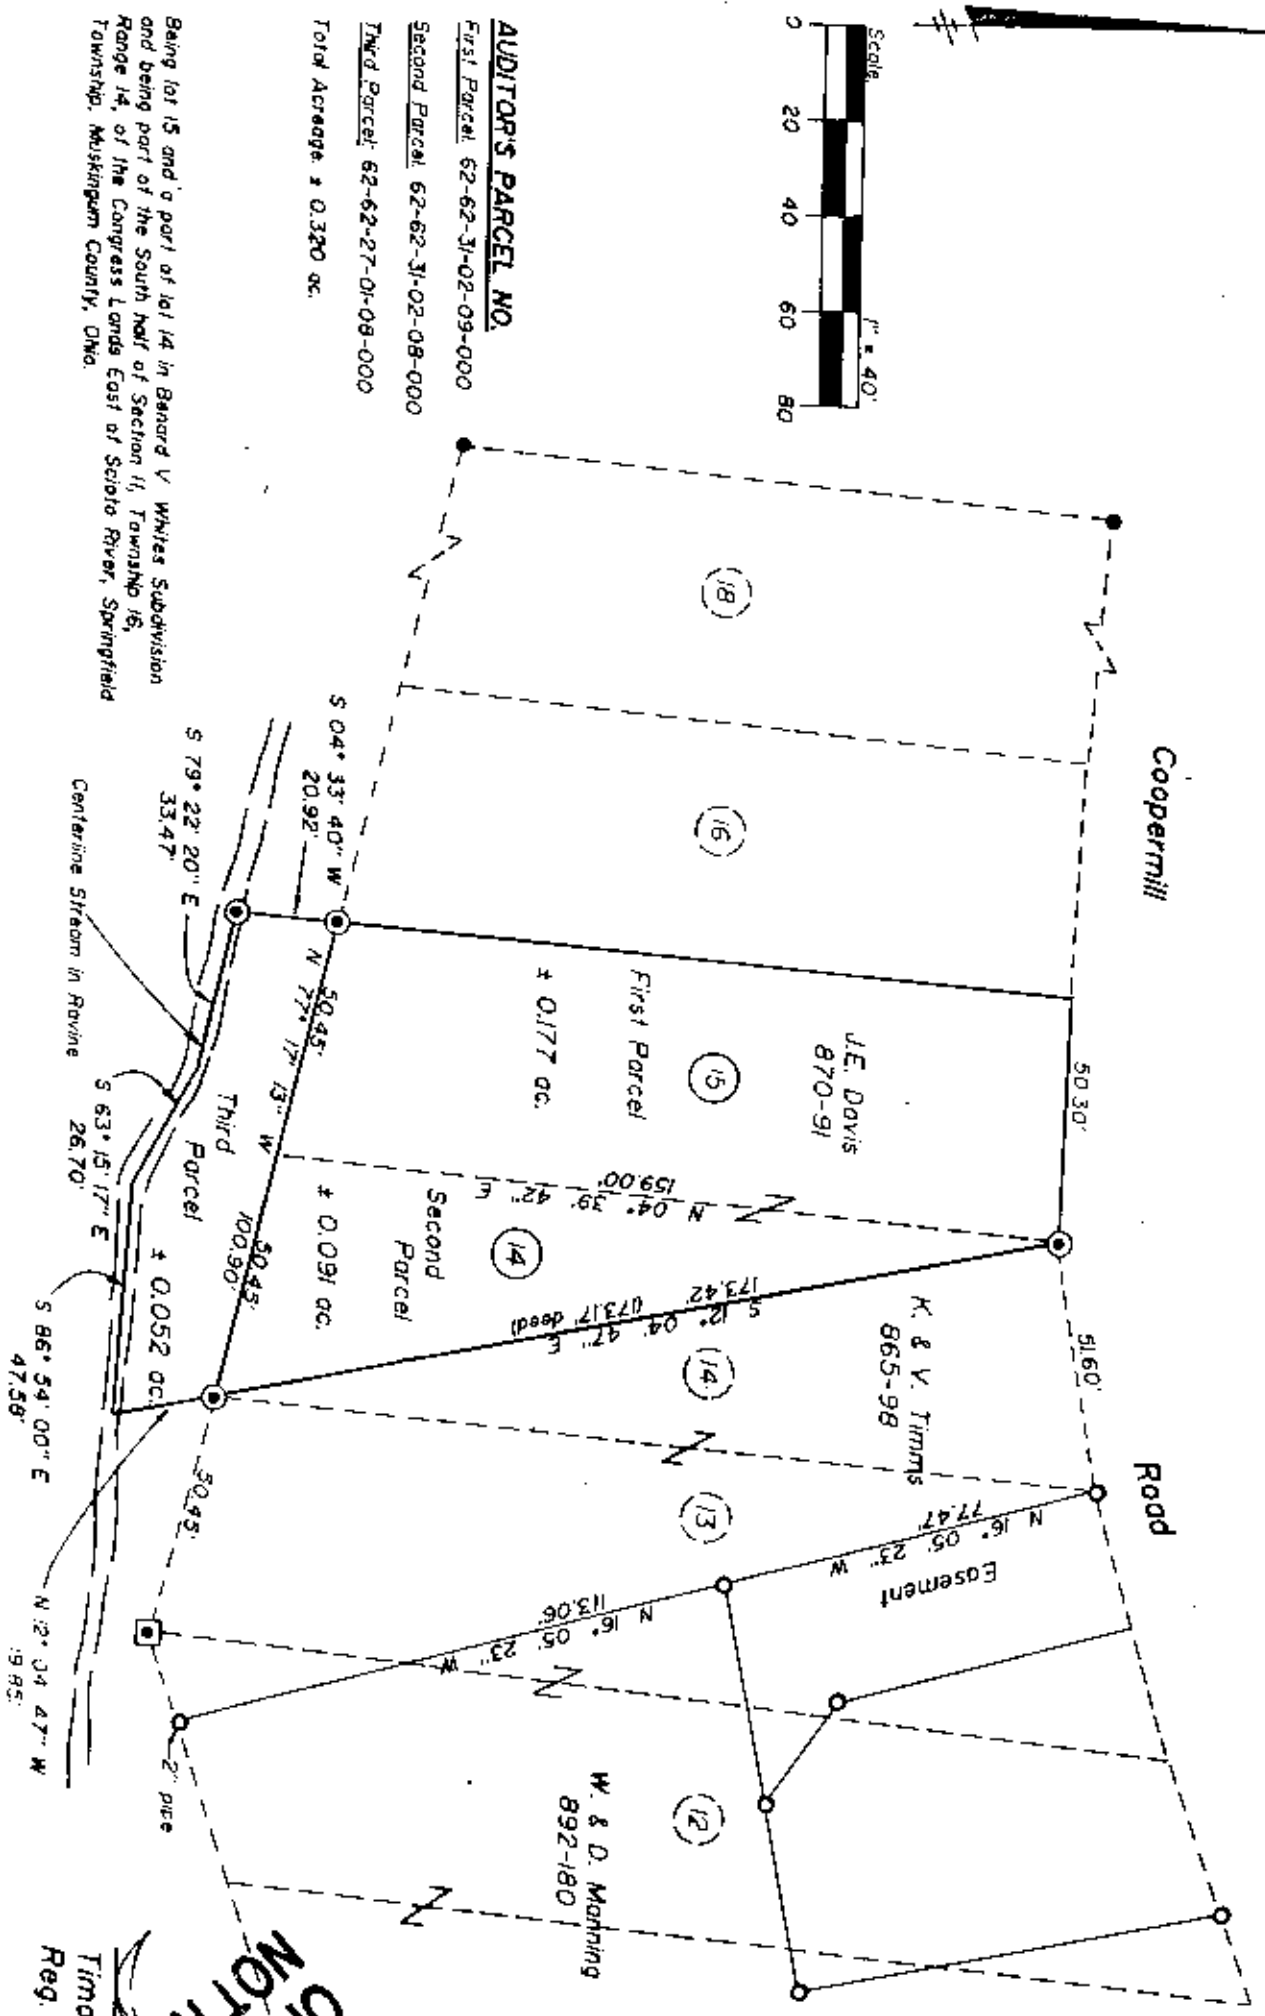 Scale
1" = 40'
0 20 40 60 80
AUDITOR'S PARCEL NO.
First Parcel: 62-62-31-02-09-000
Second Parcel: 62-62-31-02-08-000
Third Parcel: 62-62-27-01-08-000
Total Acreage: ± 0.320 ac.
Being lot 15 and a part of lot 14 in Benard V. Whites Subdivision
and being part of the South half of Section 11, Township 16,
Range 14, of the Congress Lands East of Scioto River, Springfield
Township, Muskingum County, Ohio.
Coopermill
Road
18
16
50.30'
J.E. Davis
870-91
15
First Parcel
± 0.177 ac.
50.45'
N 77° 17' 13" W
S 04° 33' 40" W
20.92'
S 79° 22' 20" E
33.47'
Centerline Stream in Ravine
S 63° 15' 17" E
26.70'
S 86° 54' 00" E
47.58'
N 12° 04' 47" W
19.85'
Third
Parcel
± 0.052 ac.
N 04° 39' 42" E
159.00'
14
Second
Parcel
± 0.091 ac.
50.45'
100.90'
S 12° 04' 47" E
173.42'
(173.17' deed)
51.60'
K. & V. Timms
865-98
14
13
50.45'
N 16° 05' 23" W
77.47'
Easement
N 16° 05' 23" W
113.06'
2" pipe
12
W. & D. Manning
892-180
NOT
Reg.